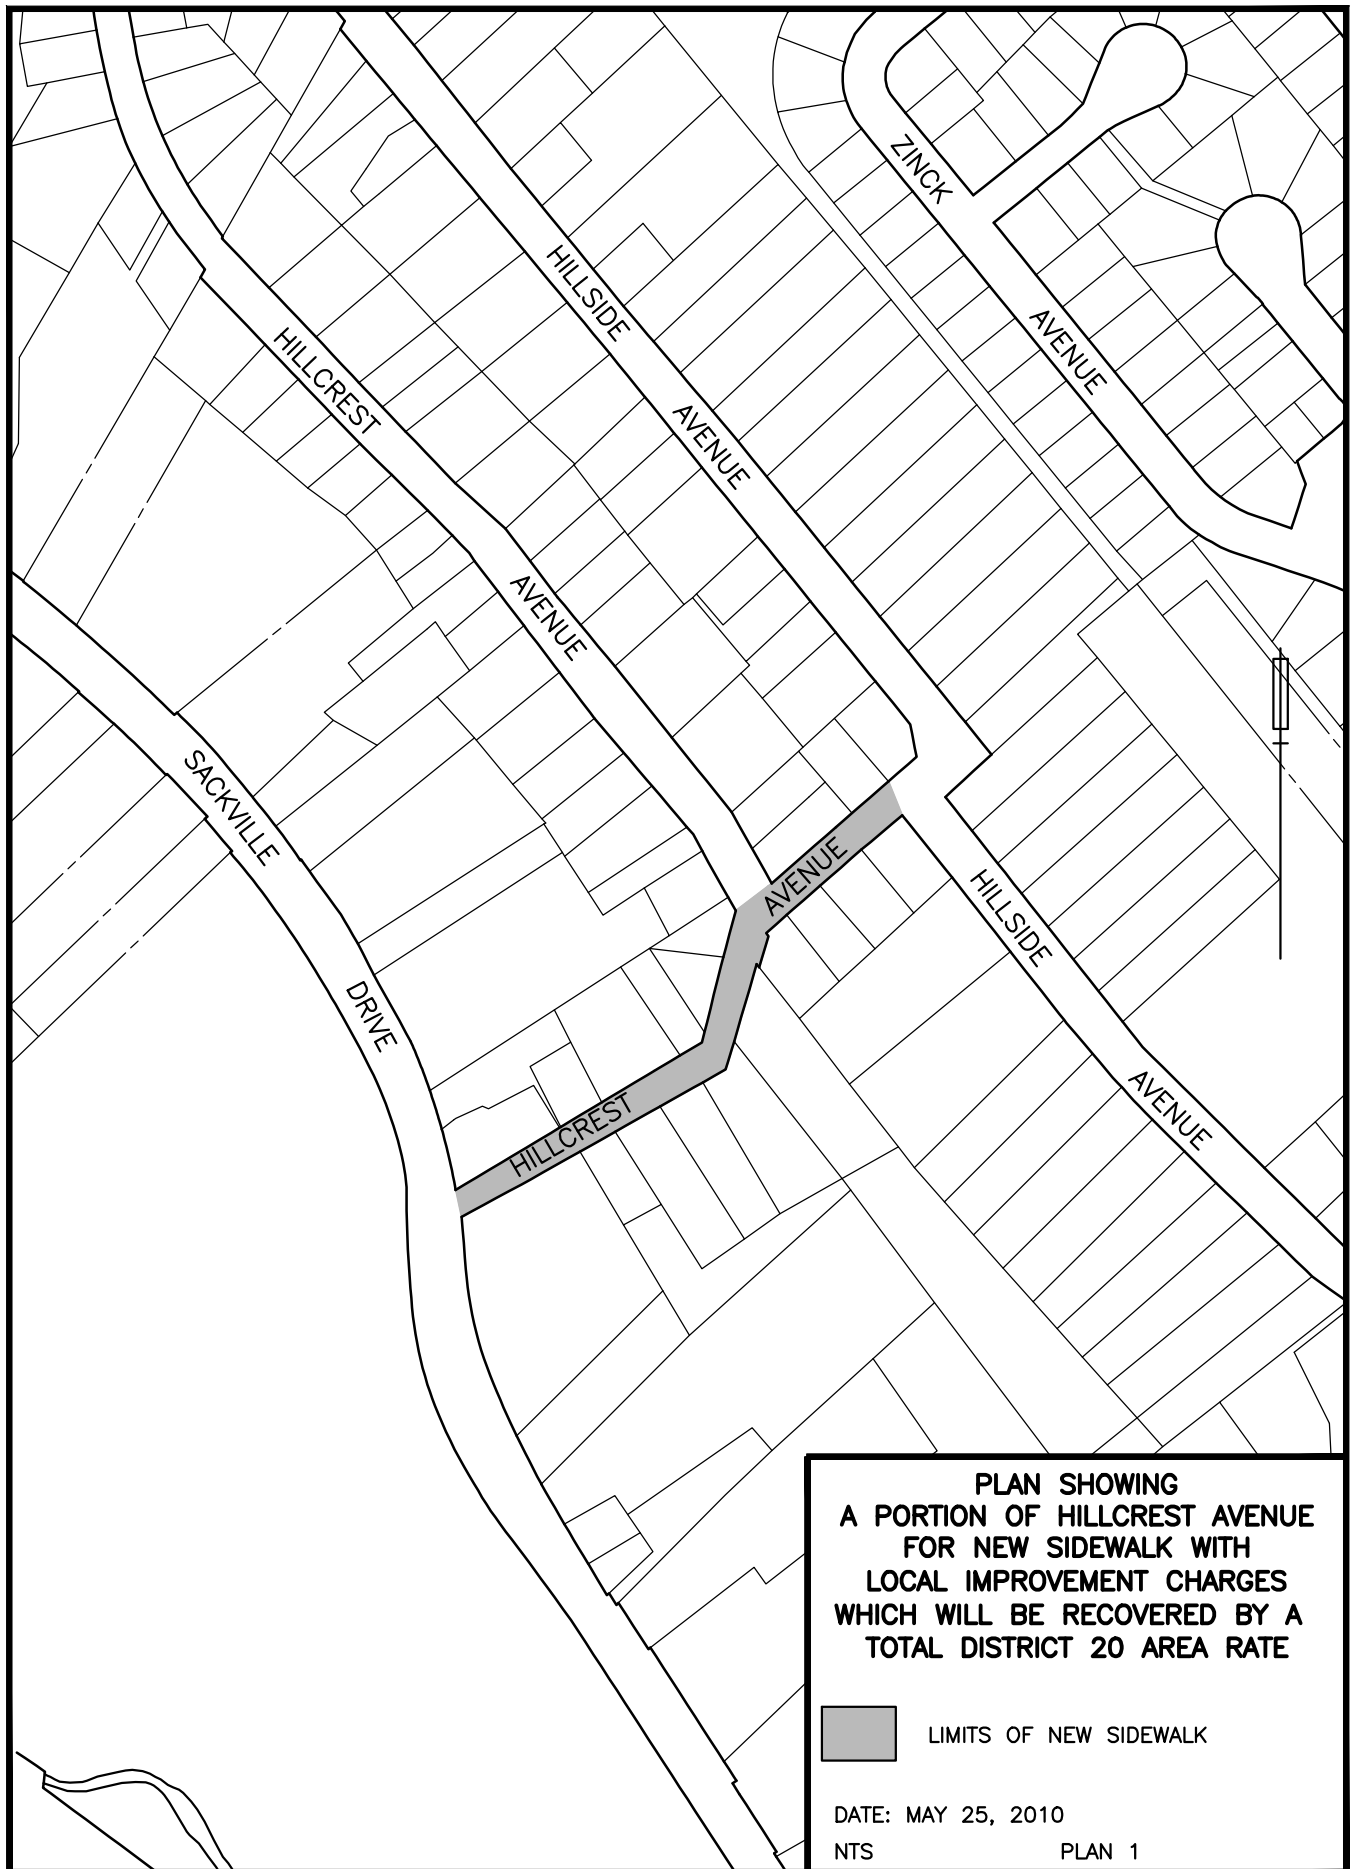 ZINCK
AVENUE
HILLSIDE
AVENUE
HILLCREST
AVENUE
SACKVILLE
DRIVE
AVENUE
HILLCREST
HILLSIDE
AVENUE
PLAN SHOWING
A PORTION OF HILLCREST AVENUE
FOR NEW SIDEWALK WITH
LOCAL IMPROVEMENT CHARGES
WHICH WILL BE RECOVERED BY A
TOTAL DISTRICT 20 AREA RATE
LIMITS OF NEW SIDEWALK
DATE: MAY 25, 2010
NTS PLAN 1